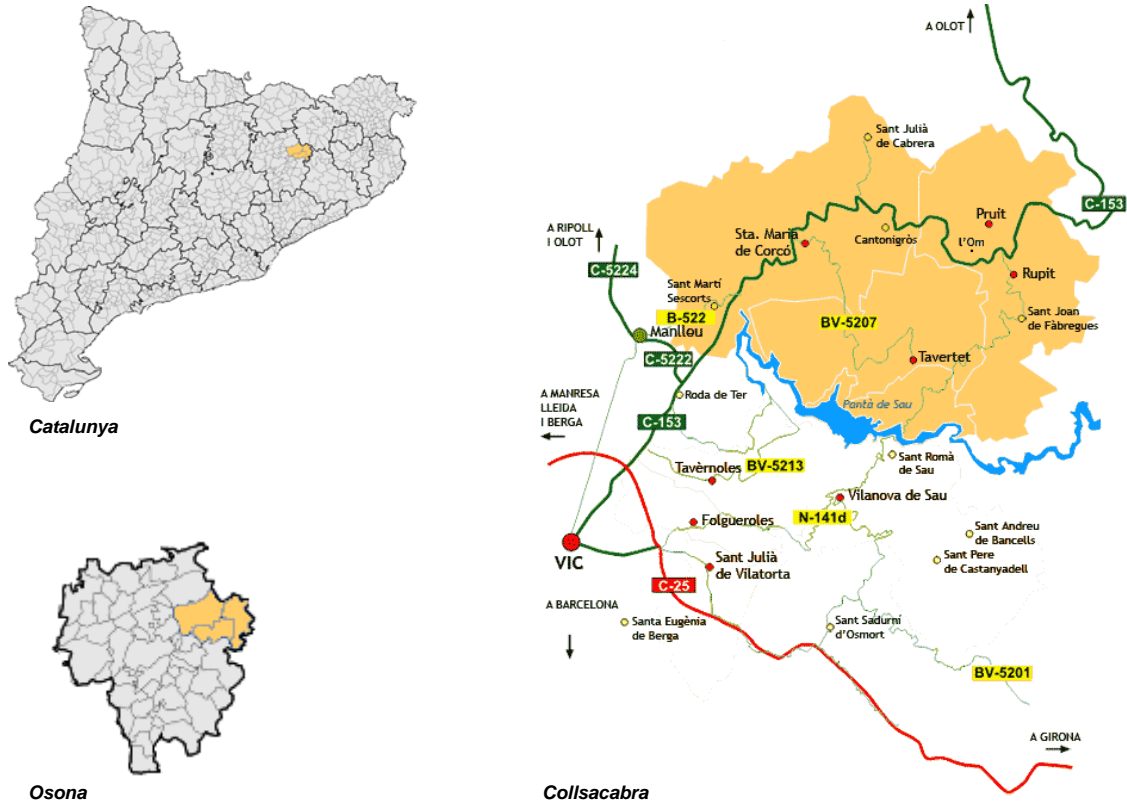 Catalunya
Osona
A OLOT
Sant Julià
de Cabrera
C-153
Pruit
A RIPOLL
I OLOT
Sta. Maria
de Corcó
Cantonigròs
L'Om
C-5224
Rupit
Sant Martí
Sescorts
B-522
BV-5207
Sant Joan
de Fàbregues
Manlleu
C-5222
Tavertet
A MANRESA
LLEIDA
I BERGA
Roda de Ter
Pantà de Sau
C-153
Sant Romà
de Sau
Tavèrnoles
BV-5213
Vilanova de Sau
Folgueroles
N-141d
Sant Andreu
de Bancells
VIC
Sant Julià
de Vilatorta
Sant Pere
de Castanyadell
C-25
A BARCELONA
Santa Eugènia
de Berga
Sant Sadurní
d'Osmort
BV-5201
A GIRONA
Collsacabra